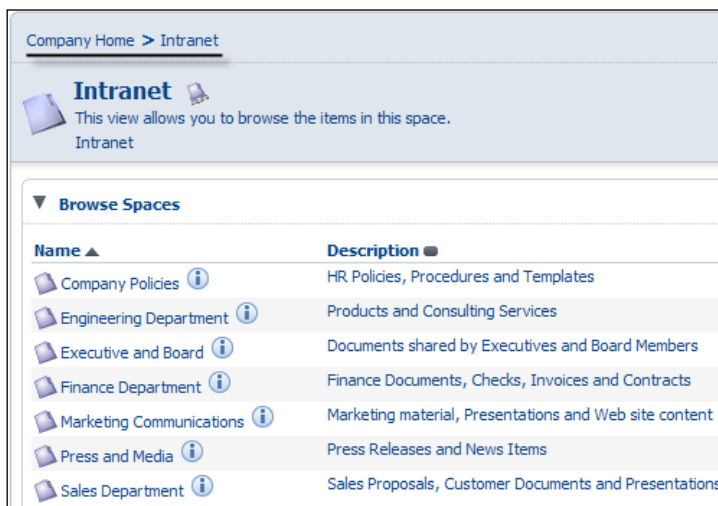 Company Home > Intranet
Intranet
This view allows you to browse the items in this space.
Intranet
Browse Spaces
Name Description
Company Policies HR Policies, Procedures and Templates
Engineering Department Products and Consulting Services
Executive and Board Documents shared by Executives and Board Members
Finance Department Finance Documents, Checks, Invoices and Contracts
Marketing Communications Marketing material, Presentations and Web site content
Press and Media Press Releases and News Items
Sales Department Sales Proposals, Customer Documents and Presentations